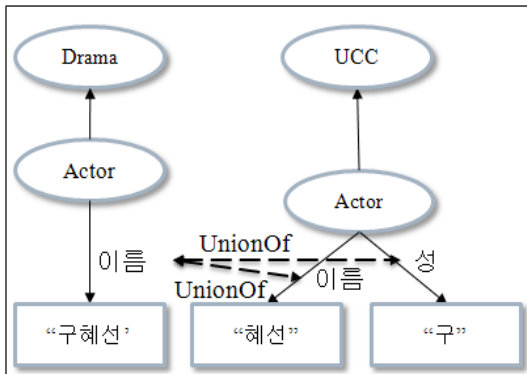 Drama
UCC
Actor
Actor
UnionOf
이름
성
UnionOf
이름
“구혜선’
“혜선”
“구”